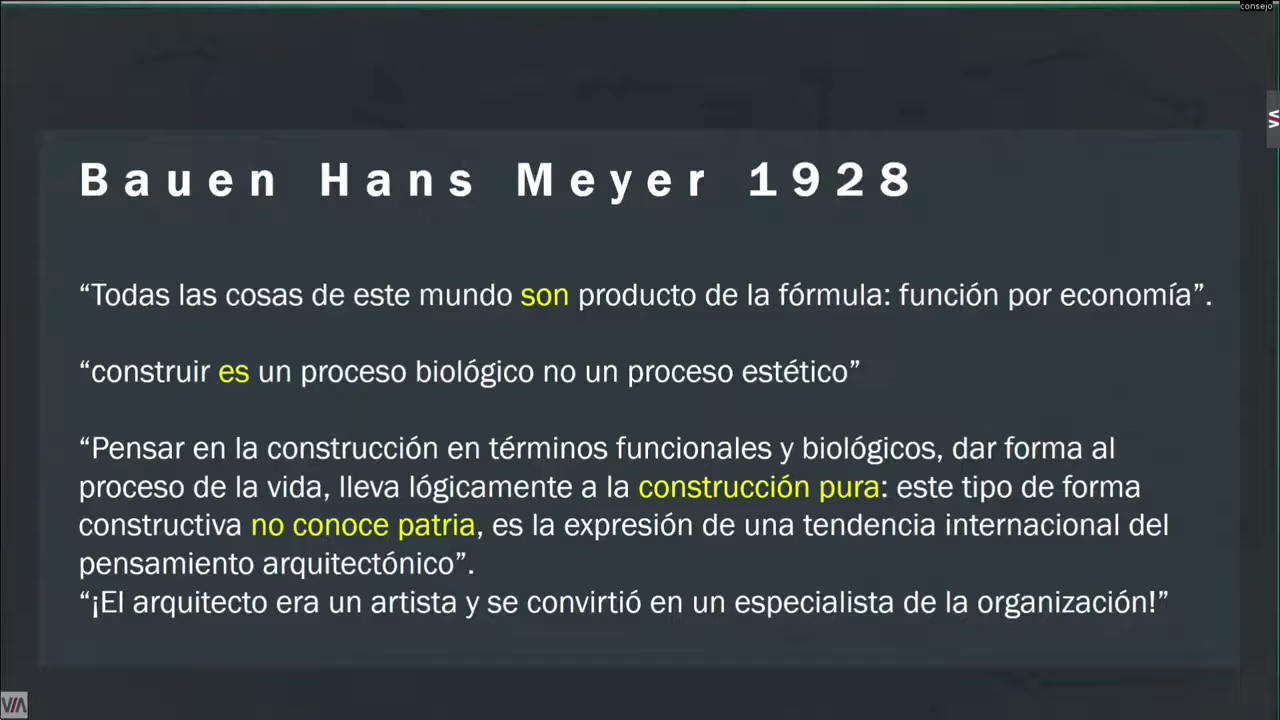 consejo
Bauen Hans Meyer 1928
“Todas las cosas de este mundo son producto de la fórmula: función por economía”.
“construir es un proceso biológico no un proceso estético”
“Pensar en la construcción en términos funcionales y biológicos, dar forma al
proceso de la vida, lleva lógicamente a la construcción pura: este tipo de forma
constructiva no conoce patria, es la expresión de una tendencia internacional del
pensamiento arquitectónico”.
“¡El arquitecto era un artista y se convirtió en un especialista de la organización!”
VIA